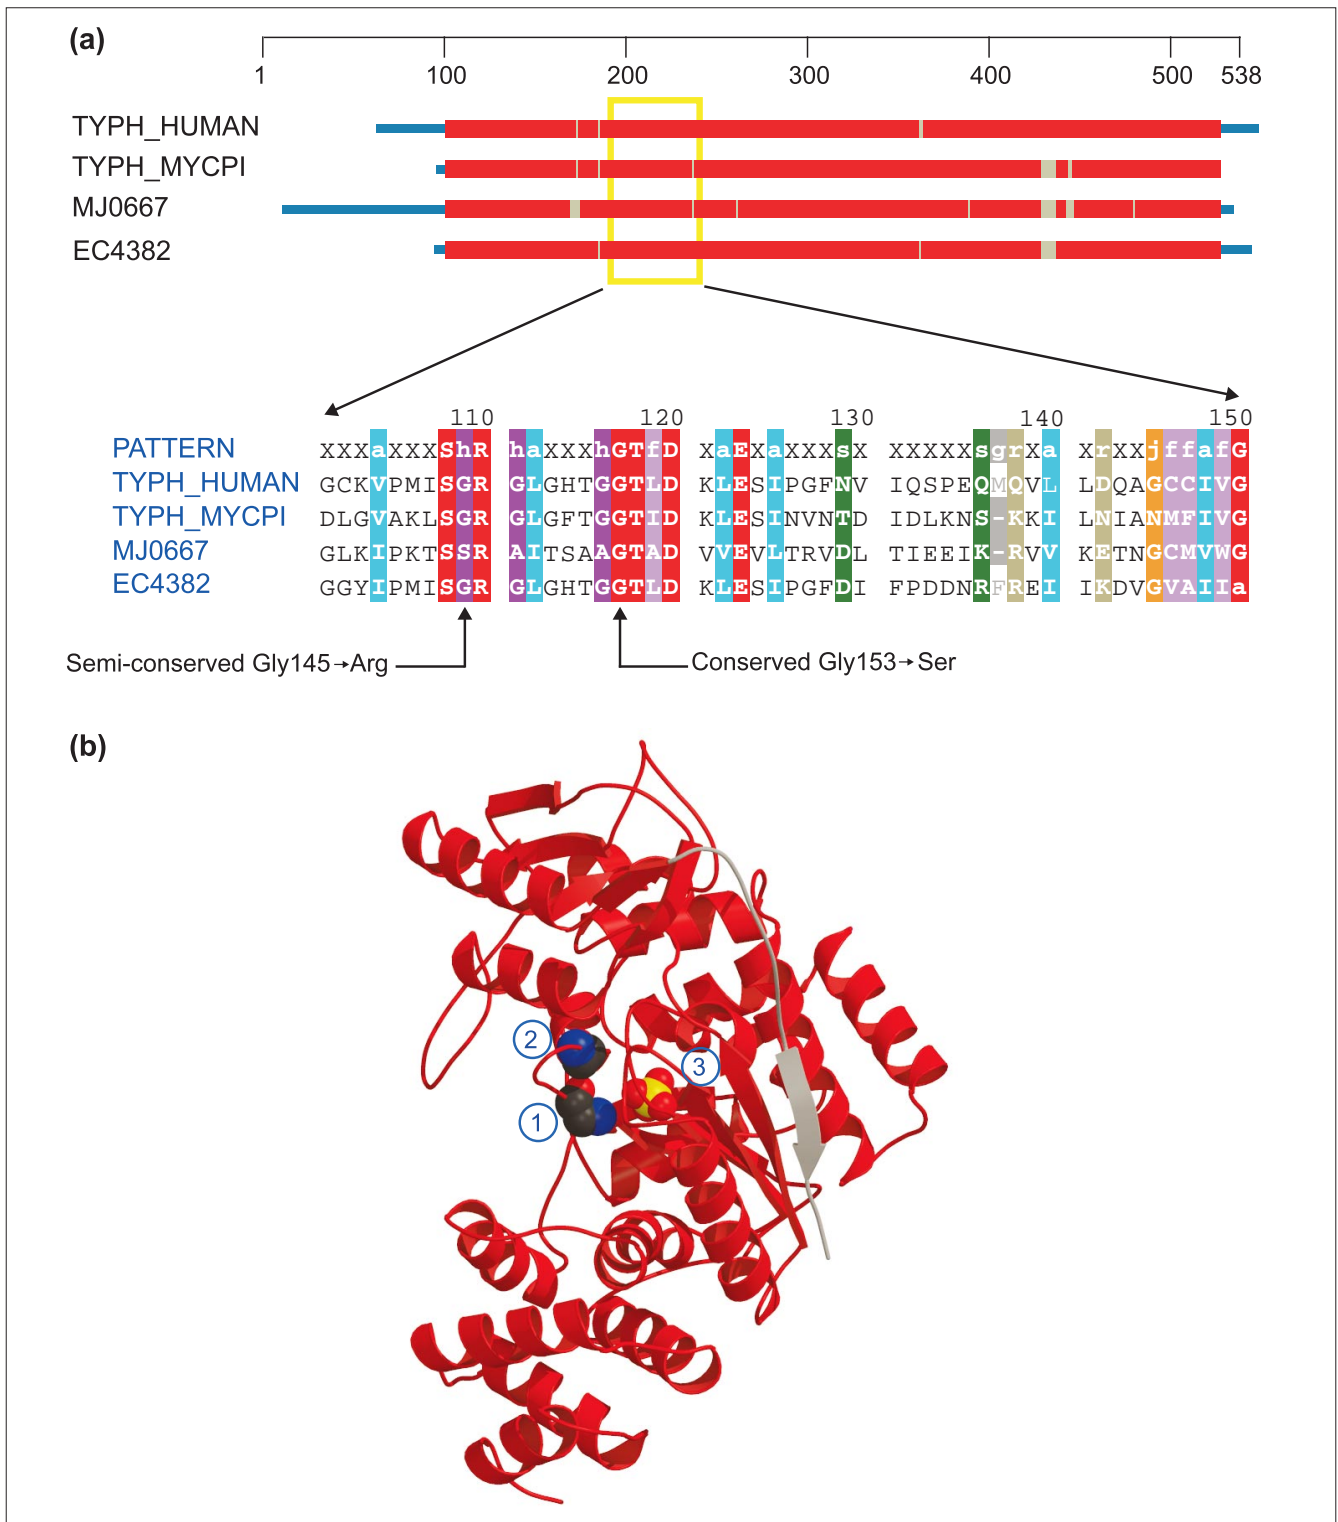 (a)
1 100 200 300 400 500 538
TYPH_HUMAN
TYPH_MYCPI
MJ0667
EC4382
110 120 130 140 150
PATTERN XXXaXXXShR haXXXhGTfD XaEXaXXXsX XXXXXsgrXa XrXXjffafG
TYPH_HUMAN GCKVPMISGR GLGHTGGTLD KLESIPGFNV IQSPEQMQVL LDQAGCCIVG
TYPH_MYCPI DLGVAKLSGR GLGFTGGTID KLESINVNTD IDLKNS-KKI LNIANMFIVG
MJ0667 GLKIPKTSSR AITSAAGTAD VVEVLTRVDL TIEEIK-RVV KETNGCMVWG
EC4382 GGYIPMISGR GLGHTGGTLD KLESIPGFDI FPDDNRFREI IKDVGVAIIa
Semi-conserved Gly145→Arg Conserved Gly153→Ser
(b)
2
3
1